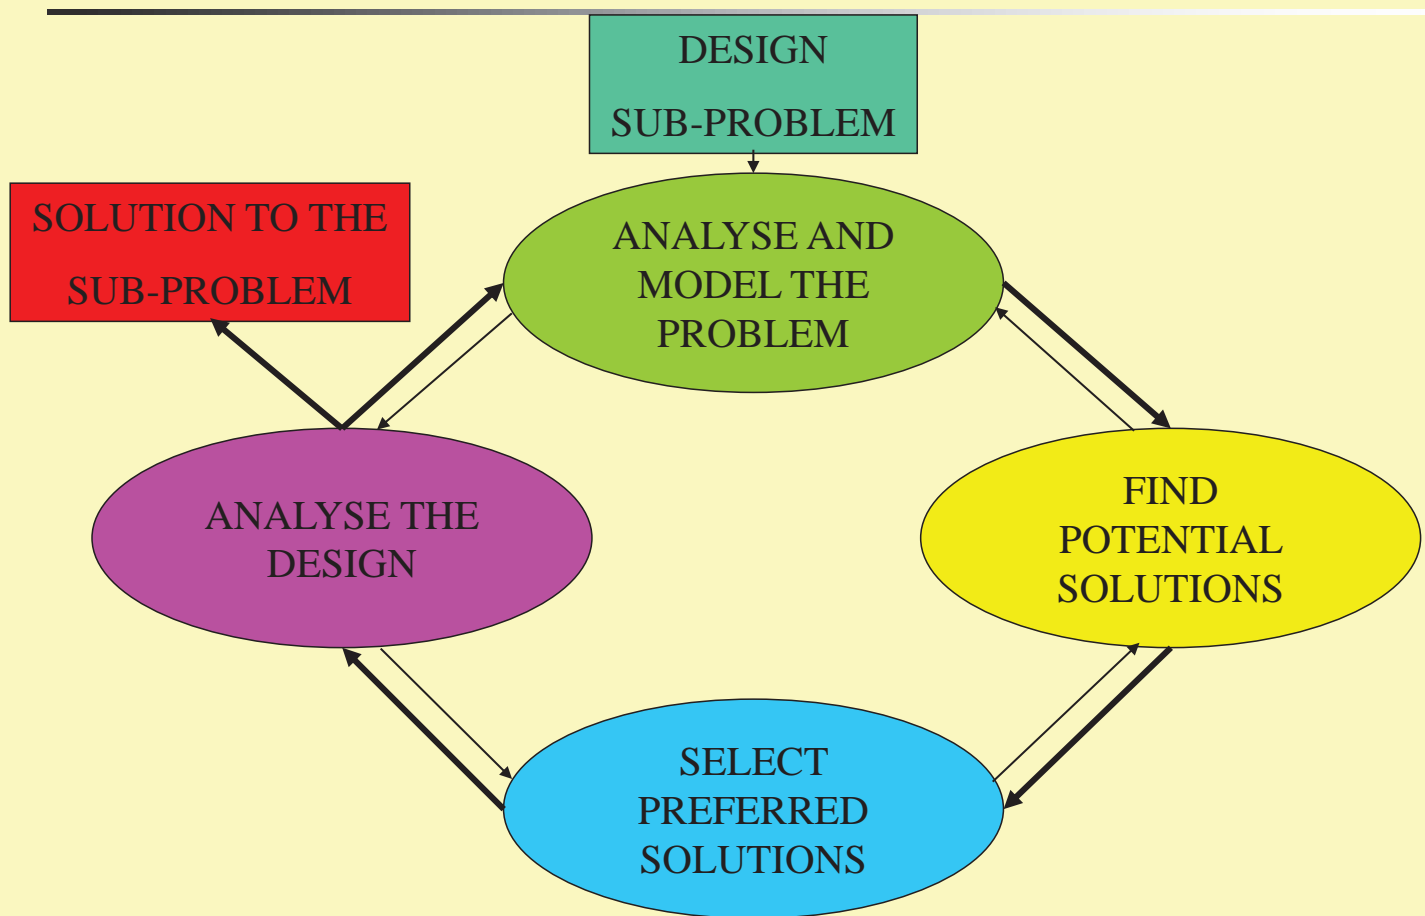 DESIGN
SUB-PROBLEM
SOLUTION TO THE
SUB-PROBLEM
ANALYSE AND
MODEL THE
PROBLEM
ANALYSE THE
DESIGN
FIND
POTENTIAL
SOLUTIONS
SELECT
PREFERRED
SOLUTIONS